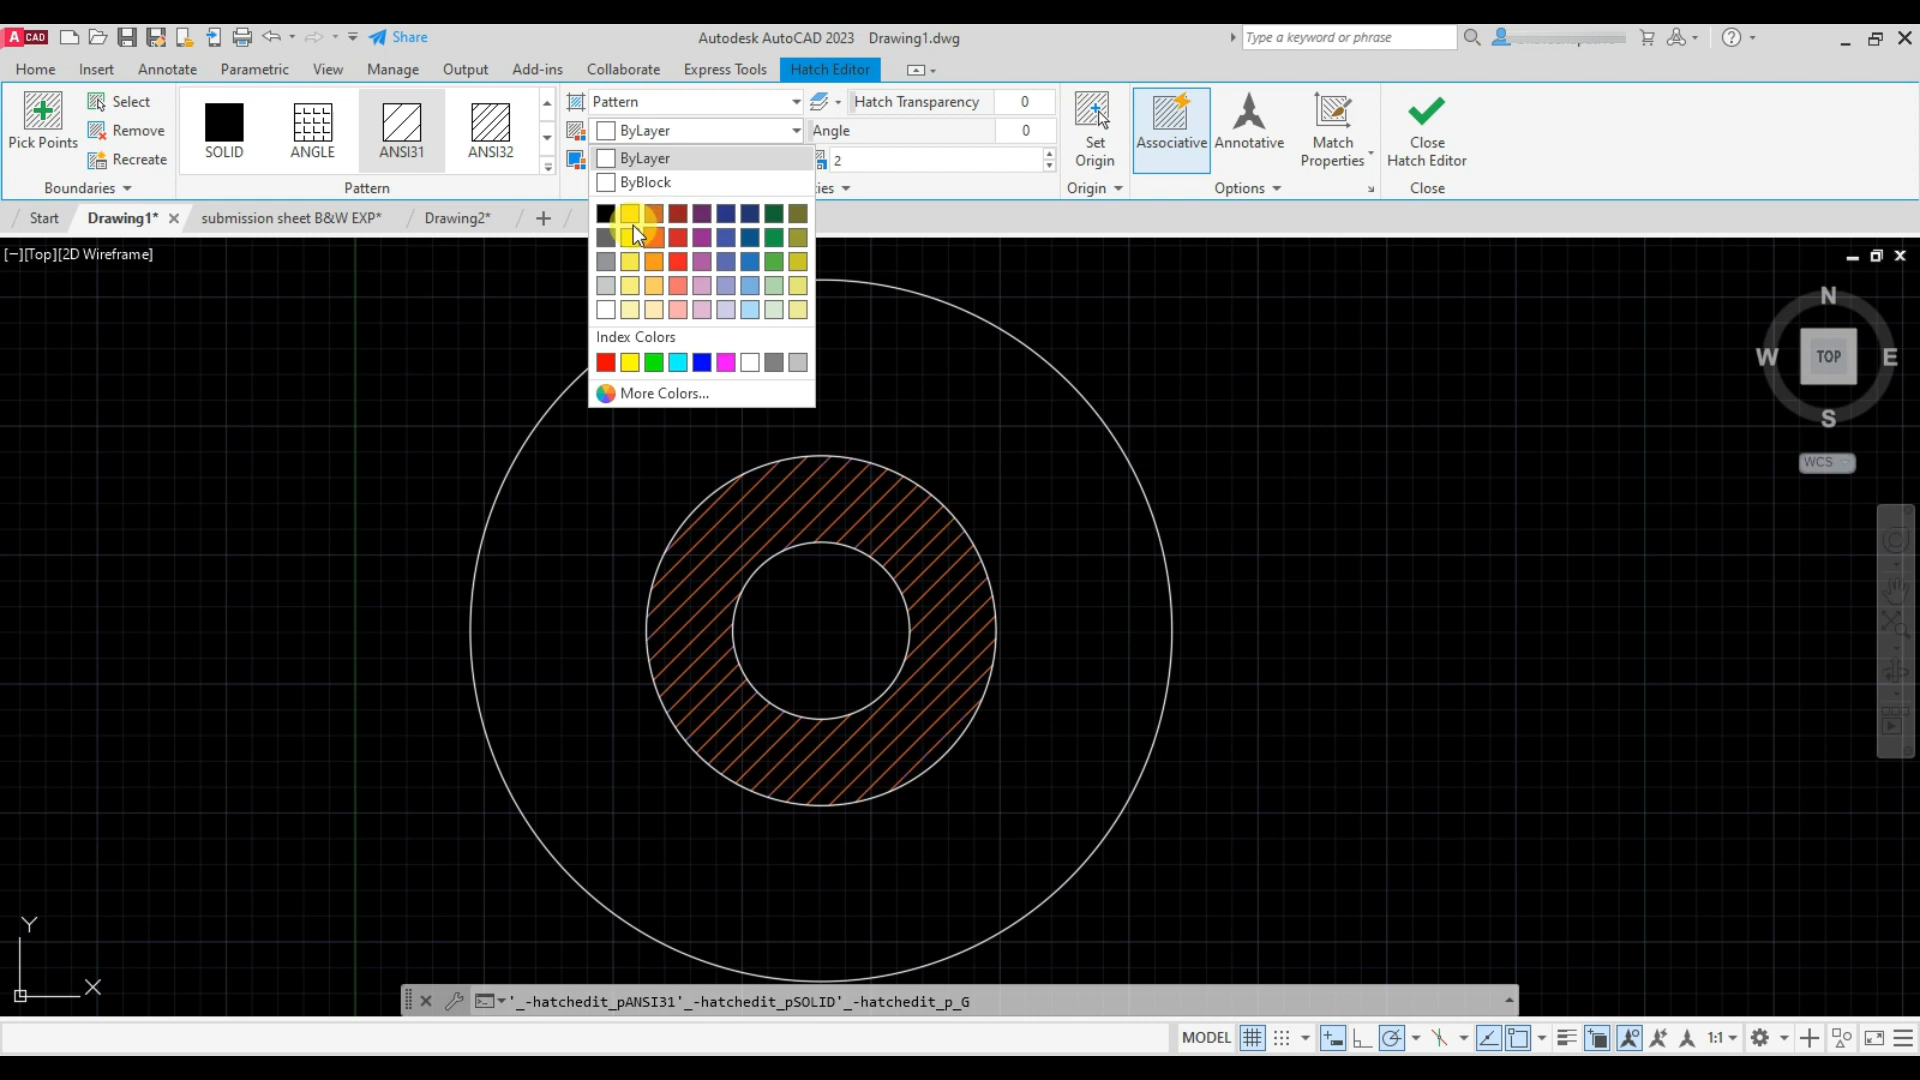 A CAD Share Autodesk AutoCAD 2023 Drawing1.dwg Type a keyword or phrase
Home Insert Annotate Parametric View Manage Output Add-ins Collaborate Express Tools Hatch Editor
Select Pattern Hatch Transparency 0
Remove ByLayer Angle 0
Pick Points Recreate SOLID ANGLE ANSI31 ANSI32 ByLayer 2 Set Origin Associative Annotative Match Properties Close Hatch Editor
Boundaries Pattern ByBlock ies Origin Options Close
Start Drawing1* submission sheet B&W EXP* Drawing2*
[−][Top][2D Wireframe]
N
Index Colors
W TOP E
More Colors...
S
WCS
Y
X
'_-hatchedit_pANSI31'_-hatchedit_pSOLID'_-hatchedit_p_G
MODEL 1:1